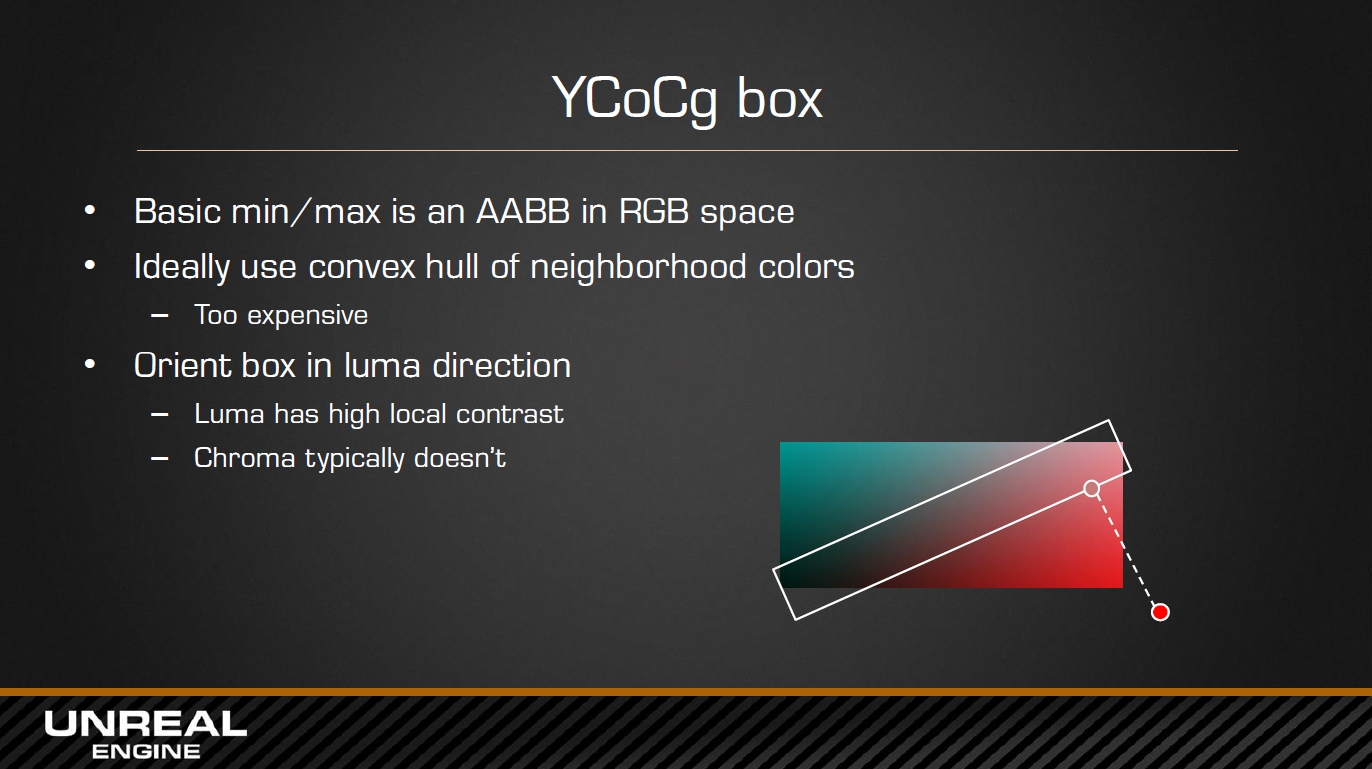 YCoCg box
• Basic min/max is an AABB in RGB space
• Ideally use convex hull of neighborhood colors
– Too expensive
• Orient box in luma direction
– Luma has high local contrast
– Chroma typically doesn’t
UNREAL
ENGINE